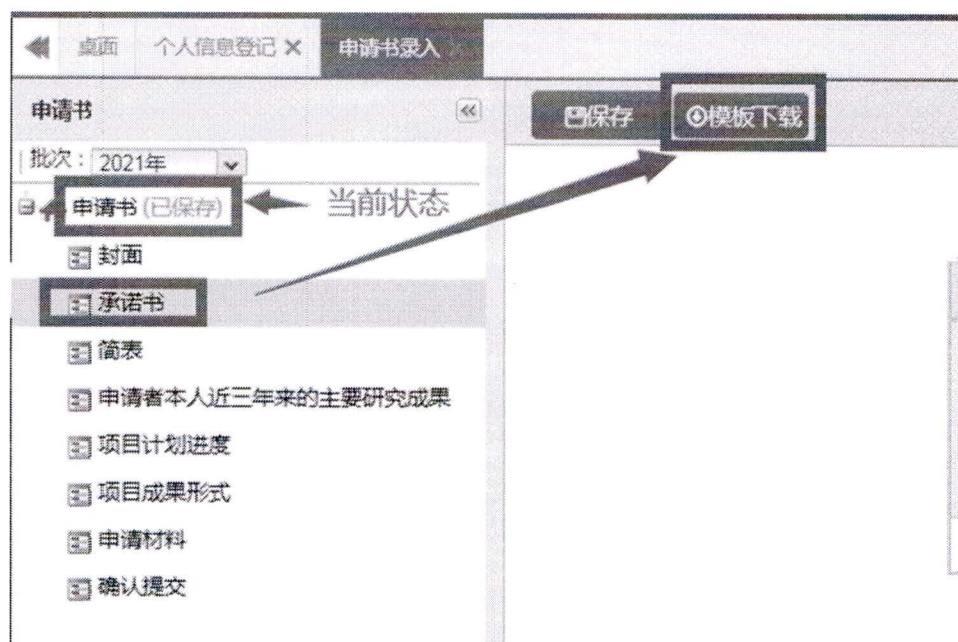 桌面 个人信息登记 × 申请书录入
申请书
保存 模板下载
批次：2021年
申请书(已保存) 当前状态
封面
承诺书
简表
申请者本人近三年来的主要研究成果
项目计划进度
项目成果形式
申请材料
确认提交